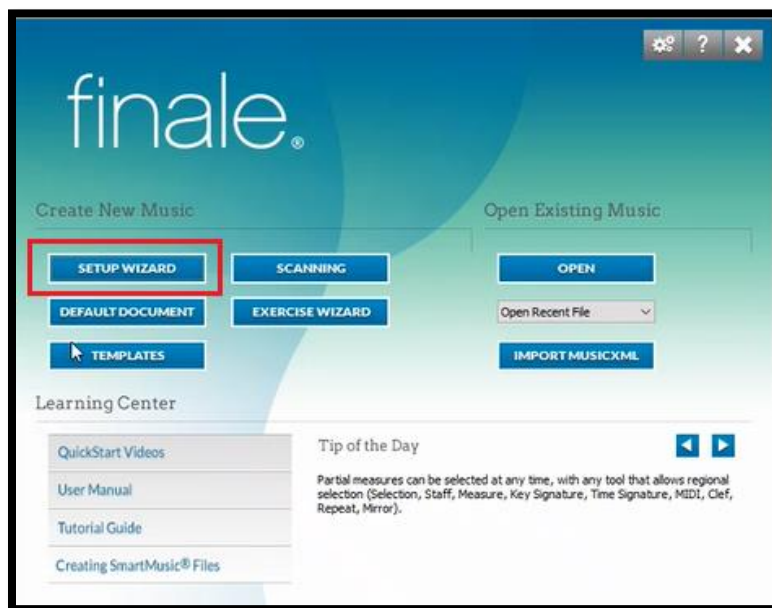 ?
finale®
Create New Music
Open Existing Music
SETUP WIZARD
SCANNING
OPEN
DEFAULT DOCUMENT
EXERCISE WIZARD
Open Recent File
TEMPLATES
IMPORT MUSICXML
Learning Center
QuickStart Videos
User Manual
Tutorial Guide
Creating SmartMusic® Files
Tip of the Day
Partial measures can be selected at any time, with any tool that allows regional
selection (Selection, Staff, Measure, Key Signature, Time Signature, MIDI, Clef,
Repeat, Mirror).